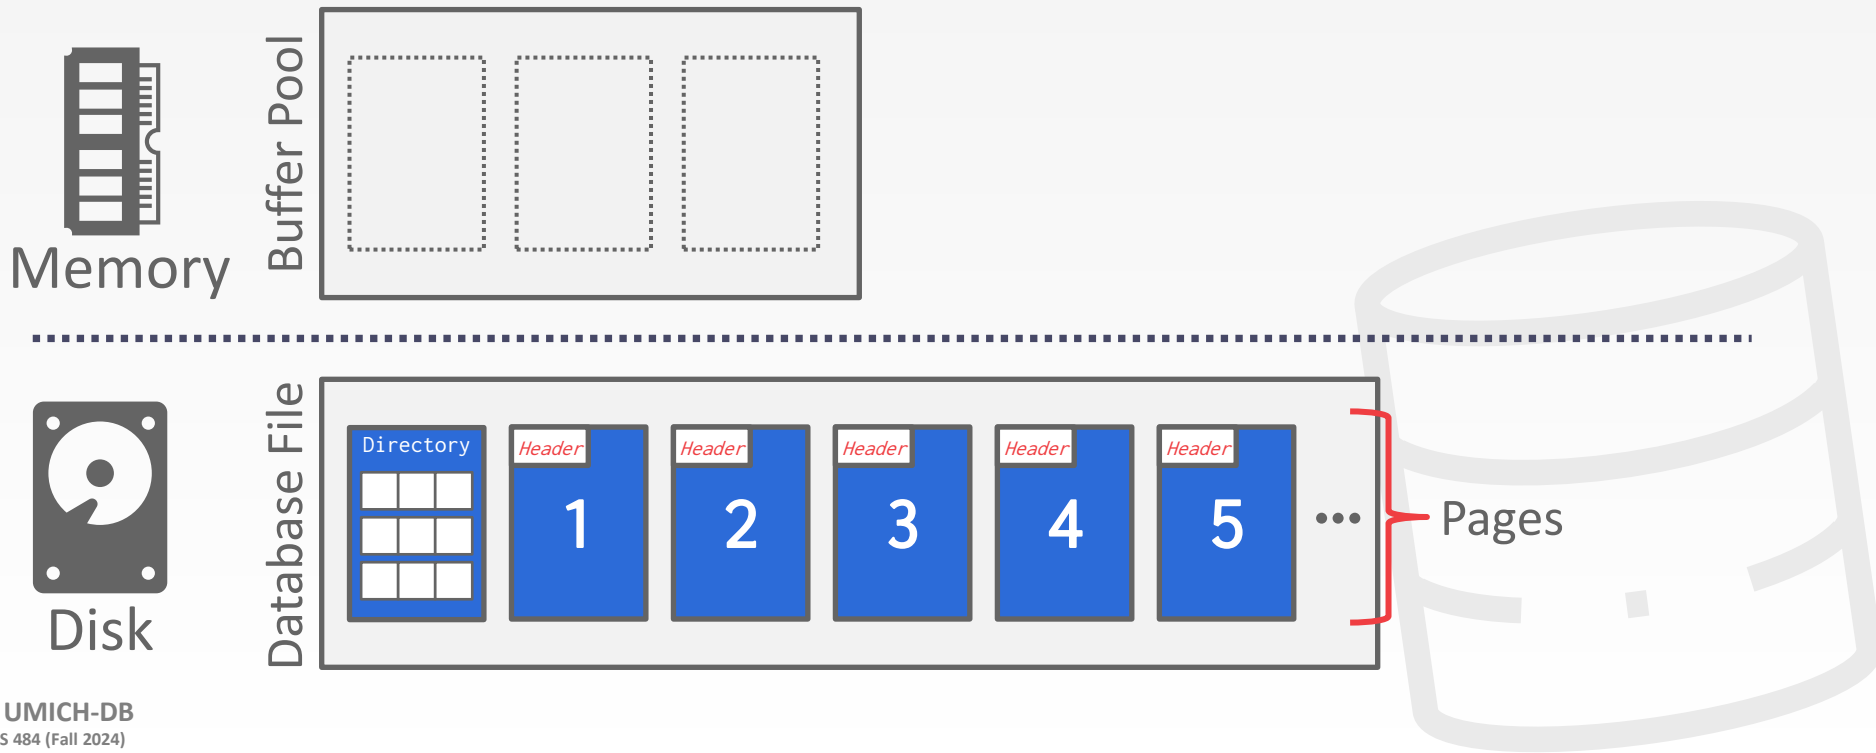 Memory
Buffer Pool
Disk
Database File
Directory
Header
1
Header
2
Header
3
Header
4
Header
5
...
Pages
UMICH-DB
S 484 (Fall 2024)